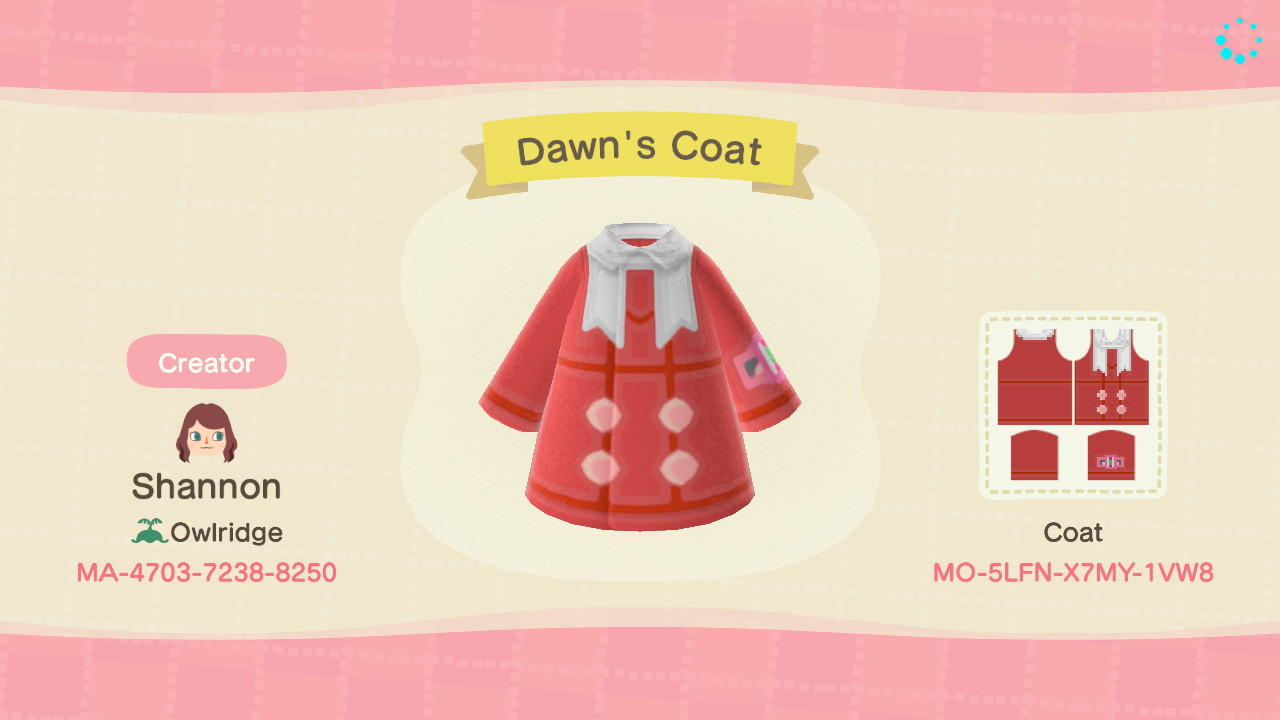 Dawn's Coat
Creator
Shannon
Owlridge
MA-4703-7238-8250
Coat
MO-5LFN-X7MY-1VW8